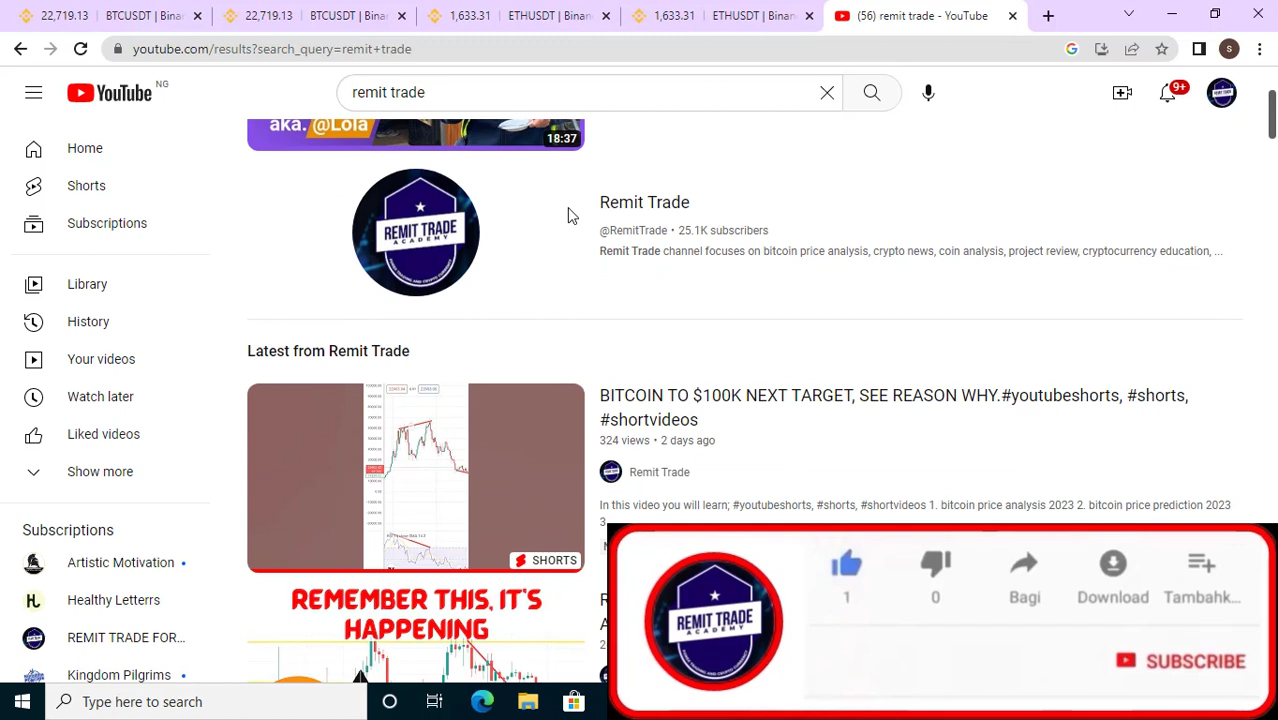 22,719.13 BTCUSDT | Binan
22,719.13 BTCUSDT | Binan
1,633.31 ETHUSDT | Binanc
1,633.31 ETHUSDT | Binanc
(56) remit trade - YouTube
youtube.com/results?search_query=remit+trade
S
YouTube NG
remit trade
9+
aka. @Lola
18:37
Home
Shorts
Subscriptions
Library
History
Your videos
Watch later
Liked videos
Show more
Subscriptions
Artistic Motivation •
Healthy Letterrs
REMIT TRADE FOR...
Kingdom Pilgrims •
REMIT TRADE
ACADEMY
Remit Trade
@RemitTrade • 25.1K subscribers
Remit Trade channel focuses on bitcoin price analysis, crypto news, coin analysis, project review, cryptocurrency education, ...
Latest from Remit Trade
SHORTS
BITCOIN TO $100K NEXT TARGET, SEE REASON WHY.#youtubeshorts, #shorts,
#shortvideos
324 views • 2 days ago
Remit Trade
In this video you will learn; #youtubeshorts, #shorts, #shortvideos 1. bitcoin price analysis 2023 2. bitcoin price prediction 2023
REMEMBER THIS, IT'S
HAPPENING
REMIT TRADE
ACADEMY
1
0
Bagi
Download
Tambahk...
SUBSCRIBE
Type here to search